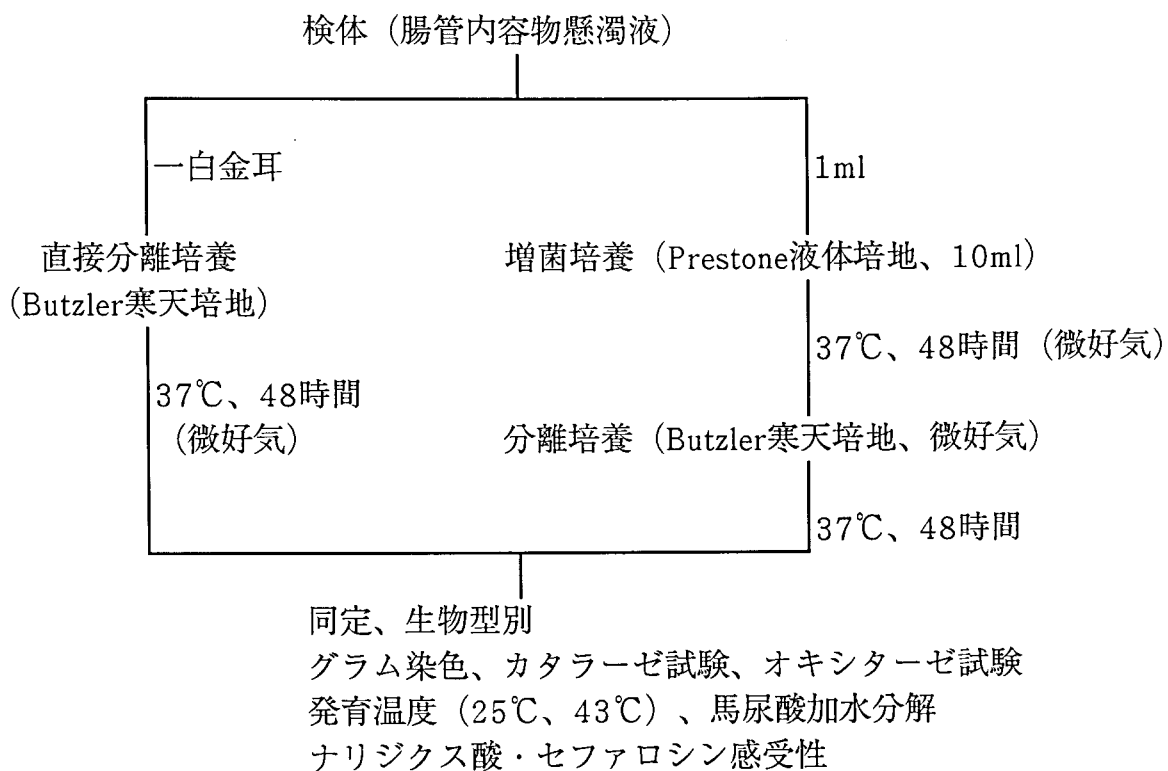 検体（腸管内容物懸濁液）
一白金耳
1ml
直接分離培養
（Butzler寒天培地）
増菌培養（Prestone液体培地、10ml）
37℃、48時間（微好気）
37℃、48時間
（微好気）
分離培養（Butzler寒天培地、微好気）
37℃、48時間
同定、生物型別
グラム染色、カタラーゼ試験、オキシターゼ試験
発育温度（25℃、43℃）、馬尿酸加水分解
ナリジクス酸・セファロシン感受性